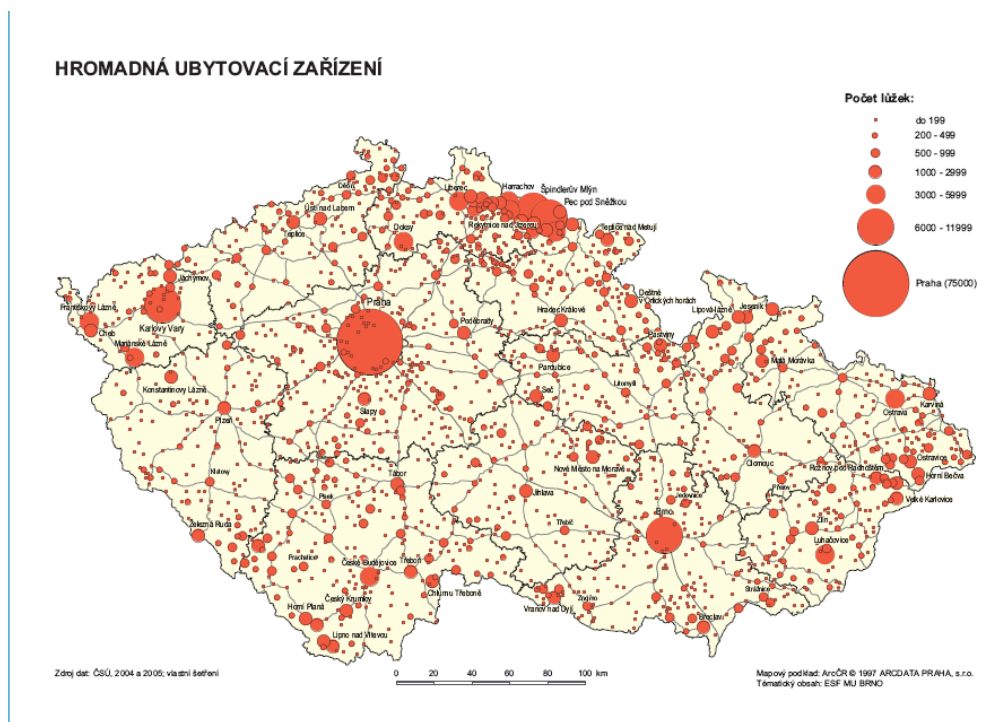 HROMADNÁ UBYTOVACÍ ZAŘÍZENÍ
Počet lůžek:
do 199
200 - 499
500 - 999
1000 - 2999
3000 - 5999
6000 - 11999
Praha (75000)
Děčín
Ústí nad Labem
Teplice
Liberec
Harrachov
Špindlerův Mlýn
Pec pod Sněžkou
Rokytnice nad Jizerou
Teplice nad Metují
Doksy
Jáchymov
Františkovy Lázně
Cheb
Karlovy Vary
Mariánské Lázně
Konstantinovy Lázně
Plzeň
Praha
Poděbrady
Hradec Králové
Deštné
v Orlických horách
Pastviny
Lipová-lázně
Jeseník
Malá Morávka
Pardubice
Seč
Litomyšl
Slapy
Ostrava
Karviná
Ostravice
Horní Bečva
Rožnov pod Radhoštěm
Velké Karlovice
Olomouc
Přerov
Nové Město na Moravě
Jihlava
Třebíč
Jedovnice
Brno
Zlín
Luhačovice
Strážnice
Břeclav
Znojmo
Vranov nad Dyjí
Klatovy
Železná Ruda
Tábor
Písek
Prachatice
České Budějovice
Třeboň
Chlum u Třeboně
Český Krumlov
Horní Planá
Lipno nad Vltavou
Zdroj dat: ČSÚ, 2004 a 2005; vlastní šetření
0 20 40 60 80 100 km
Mapový podklad: ArcČR © 1997 ARCDATA PRAHA, s.r.o.
Tématický obsah: ESF MU BRNO